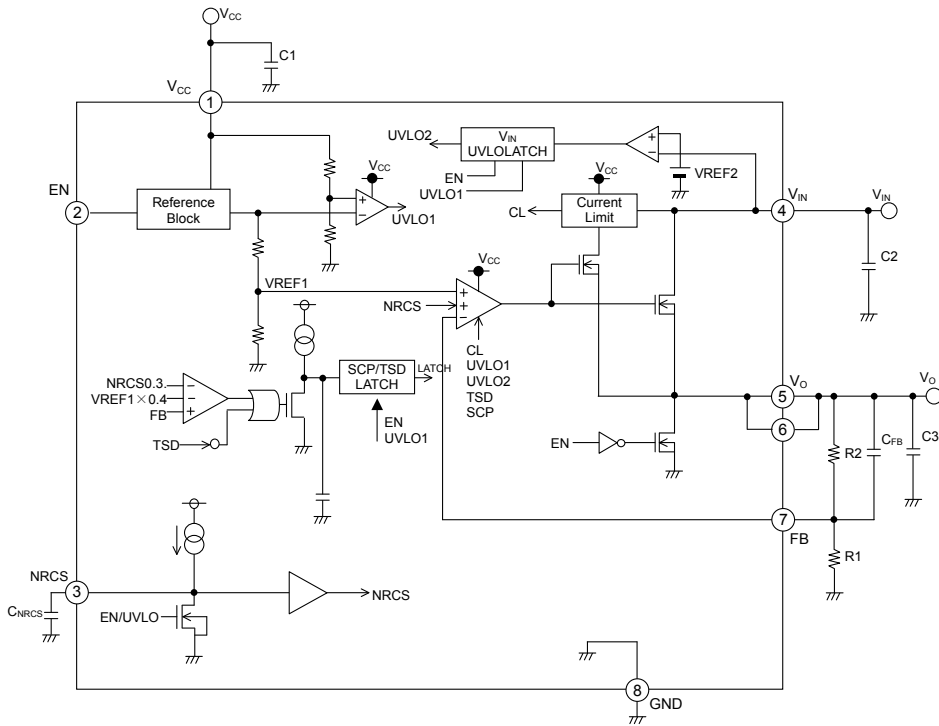 VCC
C1
VCC
1
UVLO2
VIN
UVLOLATCH
EN
UVLO1
VREF2
+
−
EN
2
Reference
Block
VCC
+
−
UVLO1
VCC
CL
Current
Limit
VIN
4
VIN
C2
VREF1
NRCS
VCC
+
+
−
CL
UVLO1
UVLO2
TSD
SCP
NRCS0.3.
VREF1×0.4
FB
−
−
+
TSD
SCP/TSD
LATCH
LATCH
EN
UVLO1
EN
VO
5
VO
6
R2
CFB
C3
7
FB
R1
NRCS
3
CNRCS
EN/UVLO
NRCS
8
GND